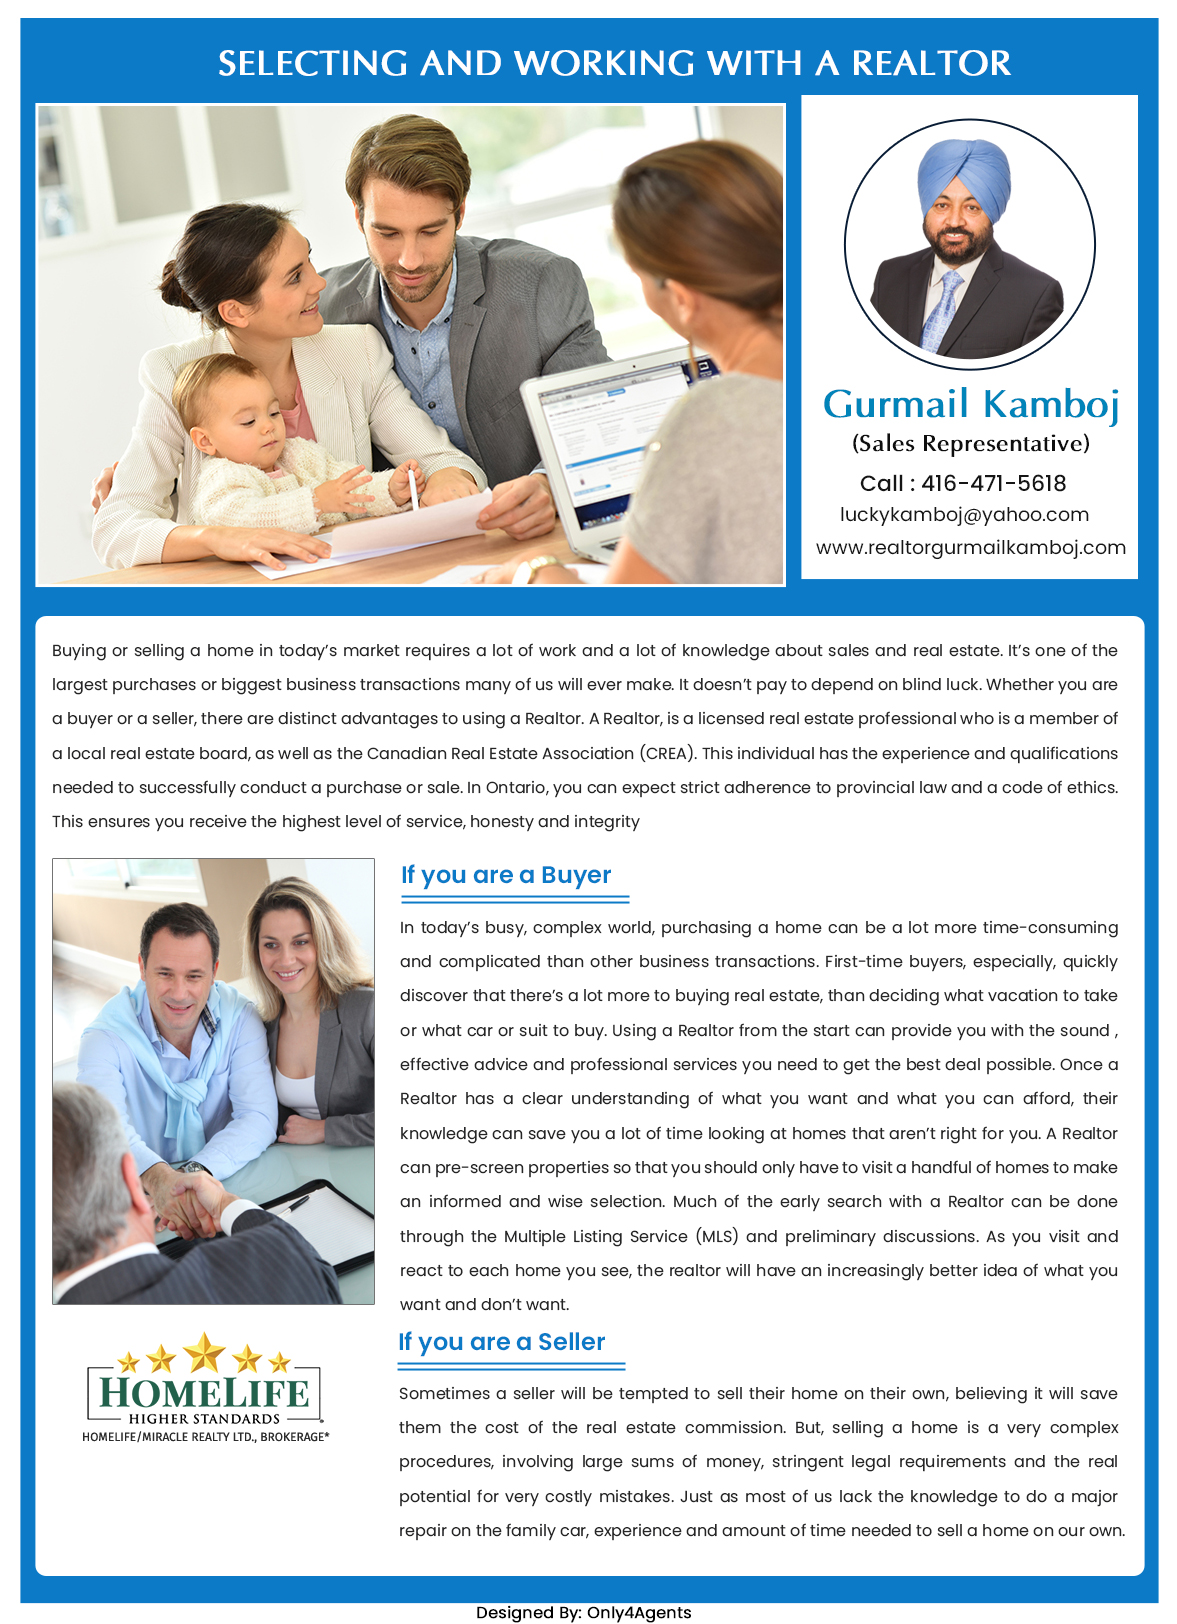 SELECTING AND WORKING WITH A REALTOR
Gurmail Kamboj
(Sales Representative)
Call : 416-471-5618
luckykamboj@yahoo.com
www.realtorgurmailkamboj.com
Buying or selling a home in today’s market requires a lot of work and a lot of knowledge about sales and real estate. It’s one of the
largest purchases or biggest business transactions many of us will ever make. It doesn’t pay to depend on blind luck. Whether you are
a buyer or a seller, there are distinct advantages to using a Realtor. A Realtor, is a licensed real estate professional who is a member of
a local real estate board, as well as the Canadian Real Estate Association (CREA). This individual has the experience and qualifications
needed to successfully conduct a purchase or sale. In Ontario, you can expect strict adherence to provincial law and a code of ethics.
This ensures you receive the highest level of service, honesty and integrity
If you are a Buyer
In today’s busy, complex world, purchasing a home can be a lot more time-consuming
and complicated than other business transactions. First-time buyers, especially, quickly
discover that there’s a lot more to buying real estate, than deciding what vacation to take
or what car or suit to buy. Using a Realtor from the start can provide you with the sound ,
effective advice and professional services you need to get the best deal possible. Once a
Realtor has a clear understanding of what you want and what you can afford, their
knowledge can save you a lot of time looking at homes that aren’t right for you. A Realtor
can pre-screen properties so that you should only have to visit a handful of homes to make
an informed and wise selection. Much of the early search with a Realtor can be done
through the Multiple Listing Service (MLS) and preliminary discussions. As you visit and
react to each home you see, the realtor will have an increasingly better idea of what you
want and don’t want.
If you are a Seller
Sometimes a seller will be tempted to sell their home on their own, believing it will save
them the cost of the real estate commission. But, selling a home is a very complex
procedures, involving large sums of money, stringent legal requirements and the real
potential for very costly mistakes. Just as most of us lack the knowledge to do a major
repair on the family car, experience and amount of time needed to sell a home on our own.
HOMELIFE
HIGHER STANDARDS
HOMELIFE/MIRACLE REALTY LTD., BROKERAGE*
Designed By: Only4Agents